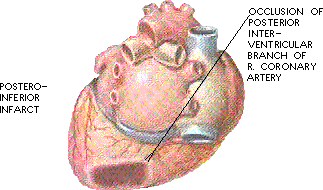 OCCLUSION OF
POSTERIOR
INTER–
VENTRICULAR
BRANCH OF
R. CORONARY
ARTERY
POSTERO–
INFERIOR
INFARCT